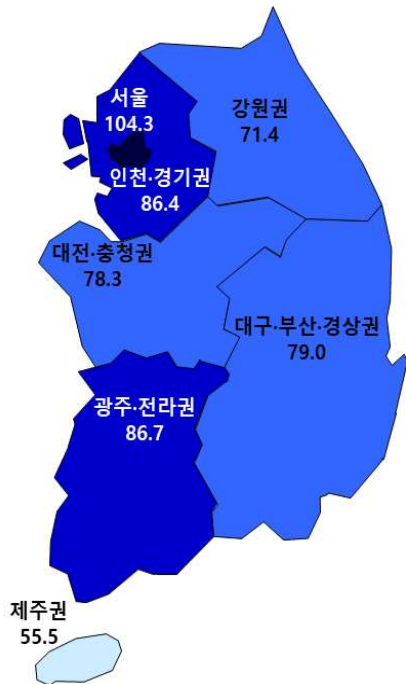 서울
104.3
강원권
71.4
인천·경기권
86.4
대전·충청권
78.3
대구·부산·경상권
79.0
광주·전라권
86.7
제주권
55.5